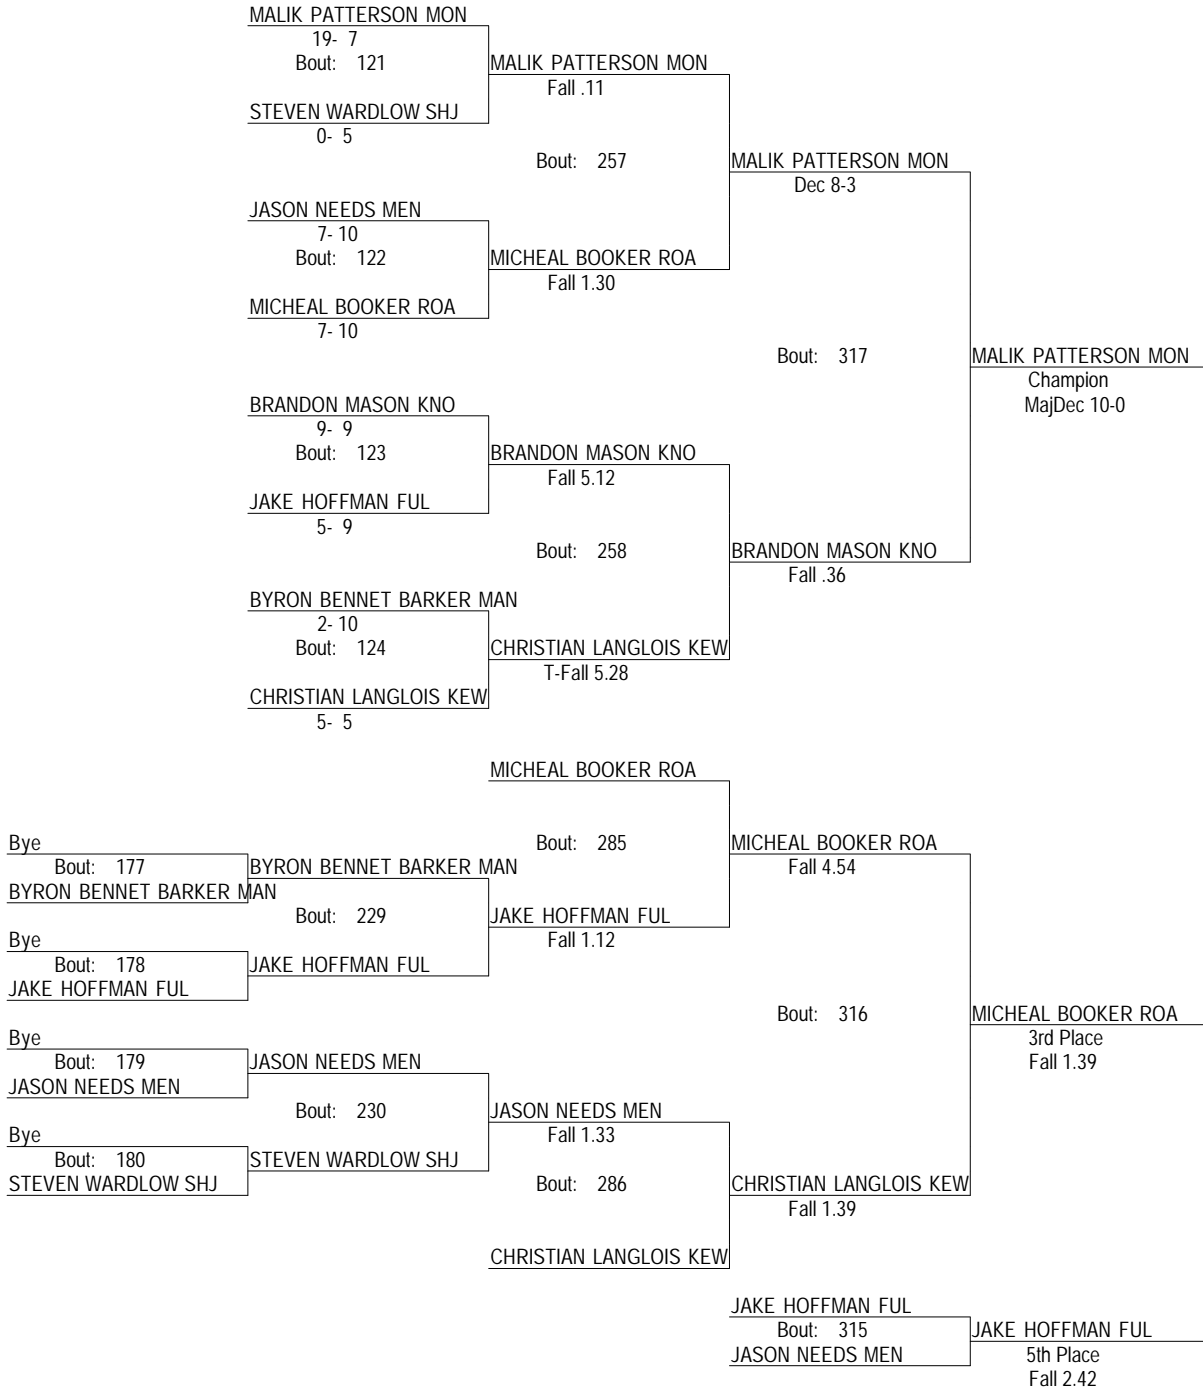 MALIK PATTERSON MON
19- 7
Bout: 121
MALIK PATTERSON MON
Fall .11
STEVEN WARDLOW SHJ
0- 5
Bout: 257
MALIK PATTERSON MON
Dec 8-3
JASON NEEDS MEN
7- 10
Bout: 122
MICHEAL BOOKER ROA
Fall 1.30
MICHEAL BOOKER ROA
7- 10
Bout: 317
MALIK PATTERSON MON
Champion
MajDec 10-0
BRANDON MASON KNO
9- 9
Bout: 123
BRANDON MASON KNO
Fall 5.12
JAKE HOFFMAN FUL
5- 9
Bout: 258
BRANDON MASON KNO
Fall .36
BYRON BENNET BARKER MAN
2- 10
Bout: 124
CHRISTIAN LANGLOIS KEW
T-Fall 5.28
CHRISTIAN LANGLOIS KEW
5- 5
MICHEAL BOOKER ROA
Bye
Bout: 285
MICHEAL BOOKER ROA
Fall 4.54
Bout: 177
BYRON BENNET BARKER MAN
BYRON BENNET BARKER MAN
Bout: 229
JAKE HOFFMAN FUL
Fall 1.12
Bye
Bout: 178
JAKE HOFFMAN FUL
JAKE HOFFMAN FUL
Bout: 316
MICHEAL BOOKER ROA
3rd Place
Fall 1.39
Bye
Bout: 179
JASON NEEDS MEN
JASON NEEDS MEN
Bout: 230
JASON NEEDS MEN
Fall 1.33
Bye
Bout: 180
STEVEN WARDLOW SHJ
STEVEN WARDLOW SHJ
Bout: 286
CHRISTIAN LANGLOIS KEW
Fall 1.39
CHRISTIAN LANGLOIS KEW
JAKE HOFFMAN FUL
Bout: 315
JAKE HOFFMAN FUL
JASON NEEDS MEN
5th Place
Fall 2.42